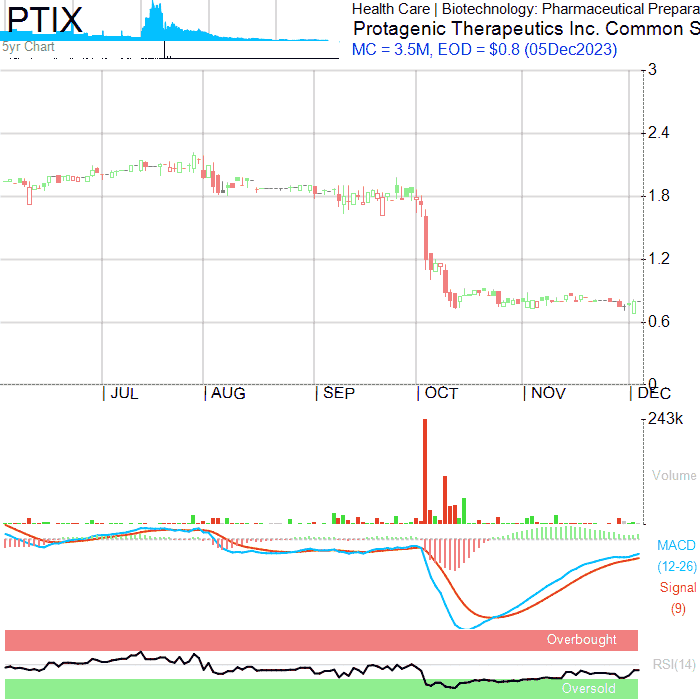 PTIX
5yr Chart
Health Care | Biotechnology: Pharmaceutical Prepara
Protagenic Therapeutics Inc. Common S
MC = 3.5M, EOD = $0.8 (05Dec2023)
3
2.4
1.8
1.2
0.6
0
| JUL | AUG | SEP | OCT | NOV | DEC
243k
Volume
MACD
(12-26)
Signal
(9)
Overbought
RSI(14)
Oversold